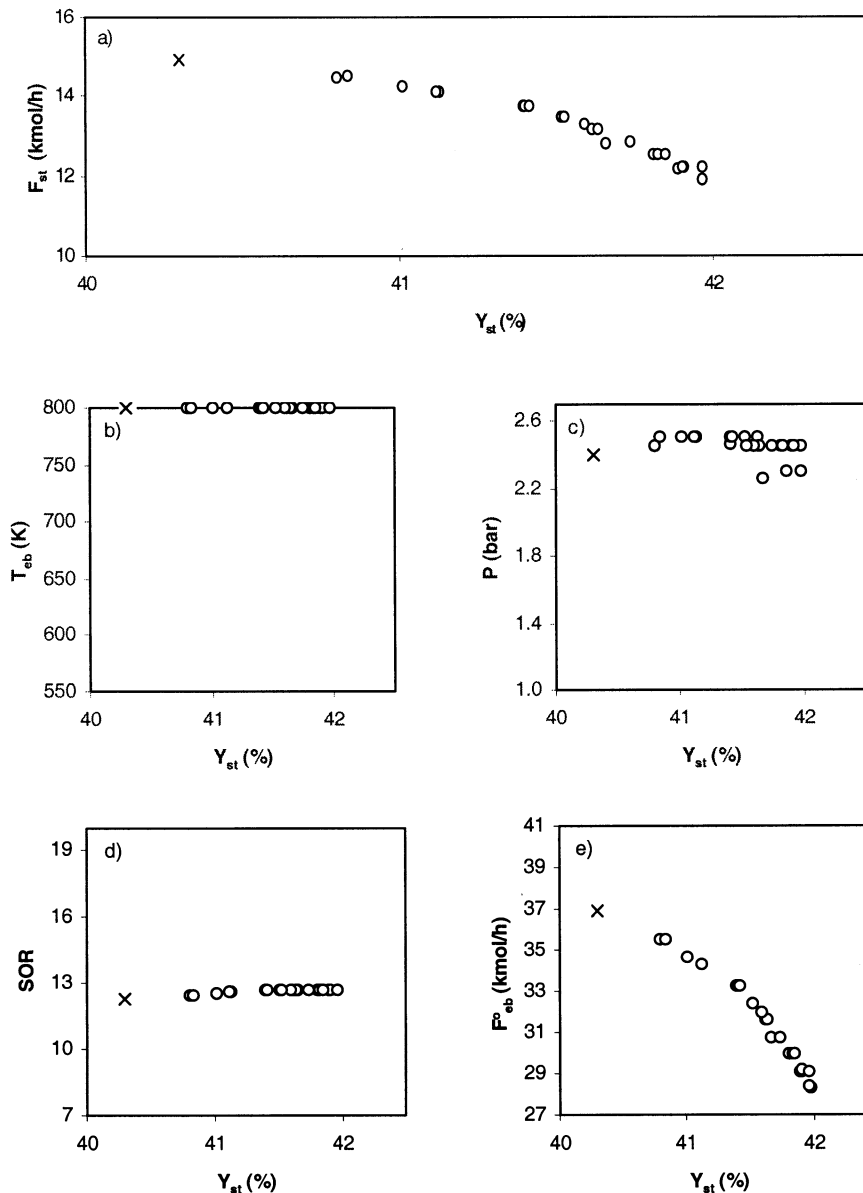 a)
16
14
12
10
F_st (kmol/h)
40 41 42
Y_st (%)
b)
800
750
700
650
600
550
T_eb (K)
40 41 42
Y_st (%)
c)
2.6
2.2
1.8
1.4
1.0
P (bar)
40 41 42
Y_st (%)
d)
19
16
13
10
7
SOR
40 41 42
Y_st (%)
e)
41
39
37
35
33
31
29
27
F°_eb (kmol/h)
40 41 42
Y_st (%)